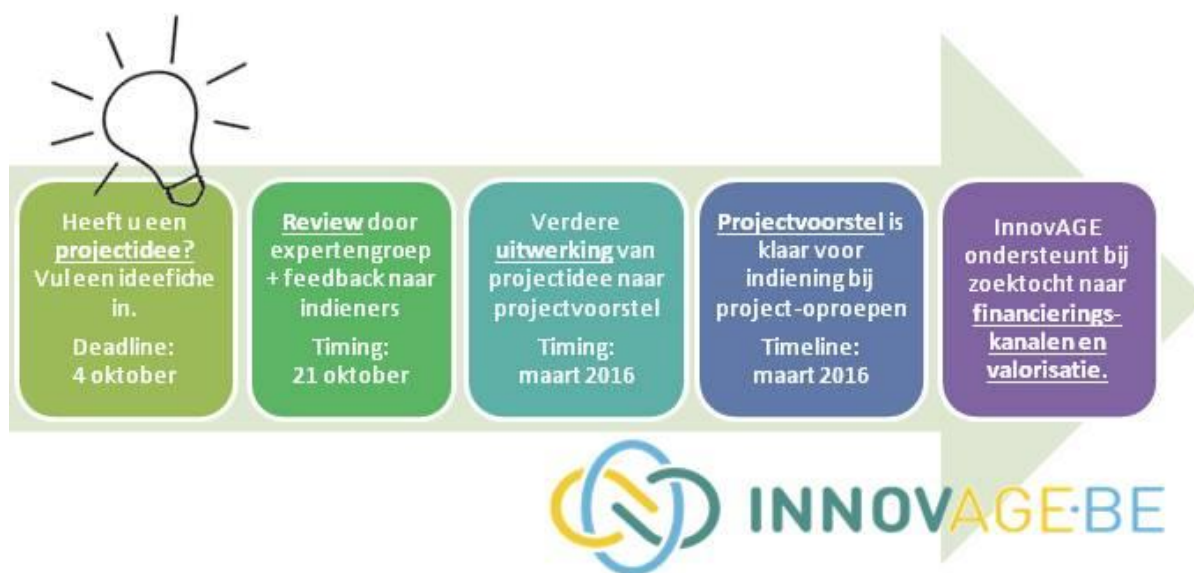 Heeft u een
projectidee?
Vul een ideefiche
in.
Deadline:
4 oktober
Review door
expertengroep
+ feedback naar
indieners
Timing:
21 oktober
Verdere
uitwerking van
projectidee naar
projectvoorstel
Timing:
maart 2016
Projectvoorstel is
klaar voor
indiening bij
project-oproepen
Timeline:
maart 2016
InnovAGE
ondersteunt bij
zoektocht naar
financierings-
kanalen en
valorisatie.
INNOVAGE·BE